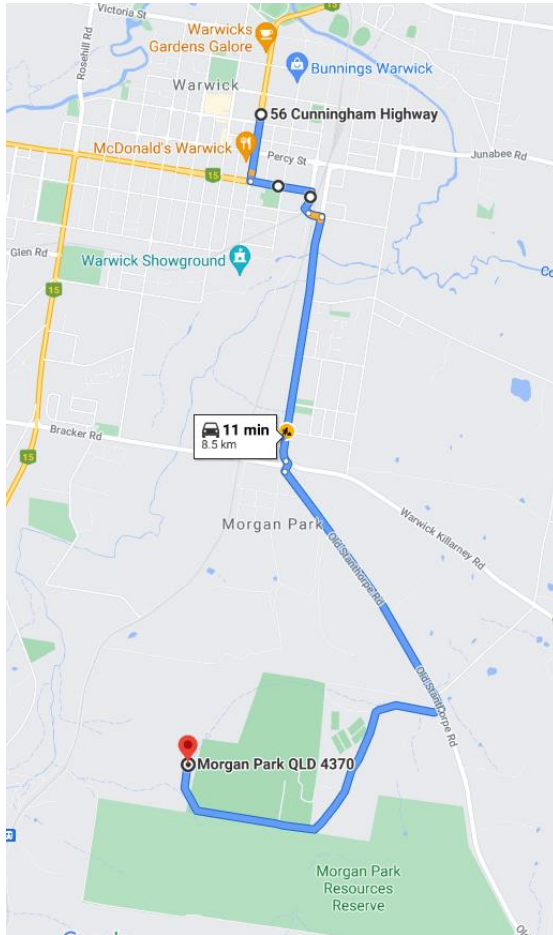 Victoria St
Rosehill Rd
Warwicks
Gardens Galore
Bunnings Warwick
Warwick
56 Cunningham Highway
McDonald's Warwick
Percy St
Junabee Rd
15
Glen Rd
Warwick Showground
15
11 min
8.5 km
Bracker Rd
15
Morgan Park
Warwick Killarney Rd
Old Stanthorpe Rd
Old Stanthorpe Rd
Morgan Park QLD 4370
Morgan Park
Resources
Reserve